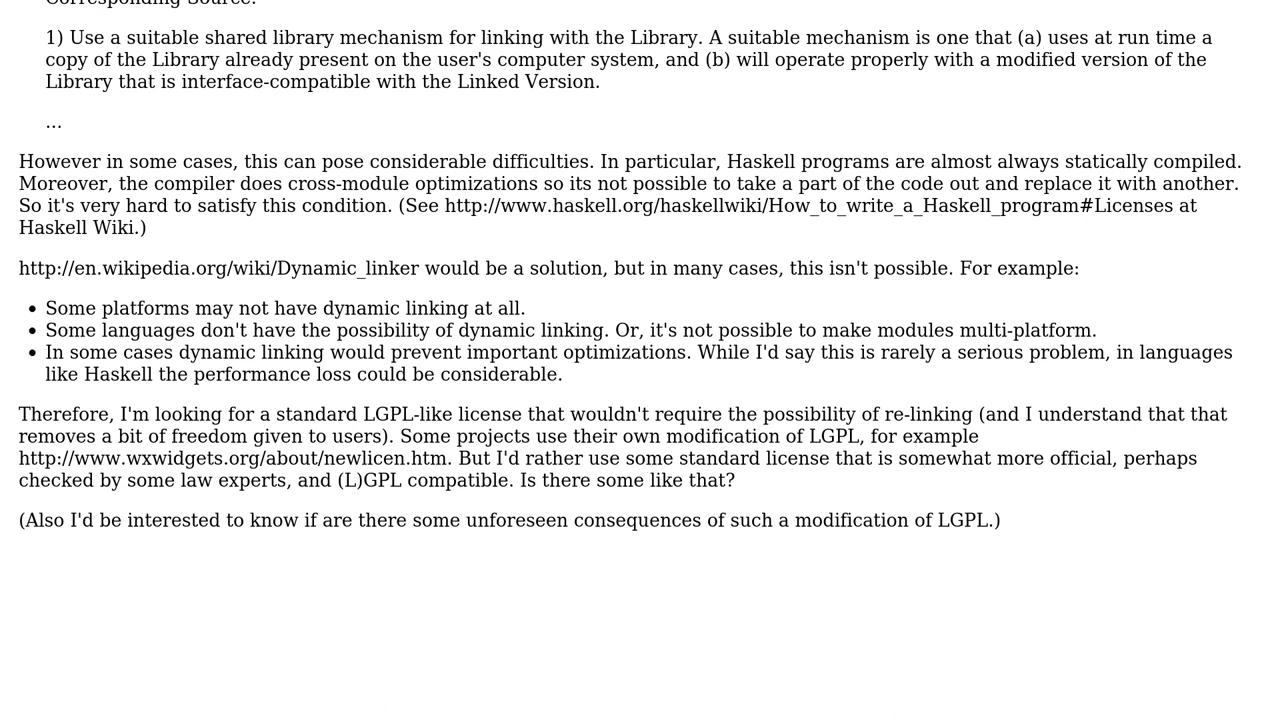 Corresponding Source.
1) Use a suitable shared library mechanism for linking with the Library. A suitable mechanism is one that (a) uses at run time a
copy of the Library already present on the user's computer system, and (b) will operate properly with a modified version of the
Library that is interface-compatible with the Linked Version.
...
However in some cases, this can pose considerable difficulties. In particular, Haskell programs are almost always statically compiled.
Moreover, the compiler does cross-module optimizations so its not possible to take a part of the code out and replace it with another.
So it's very hard to satisfy this condition. (See http://www.haskell.org/haskellwiki/How_to_write_a_Haskell_program#Licenses at
Haskell Wiki.)
http://en.wikipedia.org/wiki/Dynamic_linker would be a solution, but in many cases, this isn't possible. For example:
• Some platforms may not have dynamic linking at all.
• Some languages don't have the possibility of dynamic linking. Or, it's not possible to make modules multi-platform.
• In some cases dynamic linking would prevent important optimizations. While I'd say this is rarely a serious problem, in languages
like Haskell the performance loss could be considerable.
Therefore, I'm looking for a standard LGPL-like license that wouldn't require the possibility of re-linking (and I understand that that
removes a bit of freedom given to users). Some projects use their own modification of LGPL, for example
http://www.wxwidgets.org/about/newlicen.htm. But I'd rather use some standard license that is somewhat more official, perhaps
checked by some law experts, and (L)GPL compatible. Is there some like that?
(Also I'd be interested to know if are there some unforeseen consequences of such a modification of LGPL.)